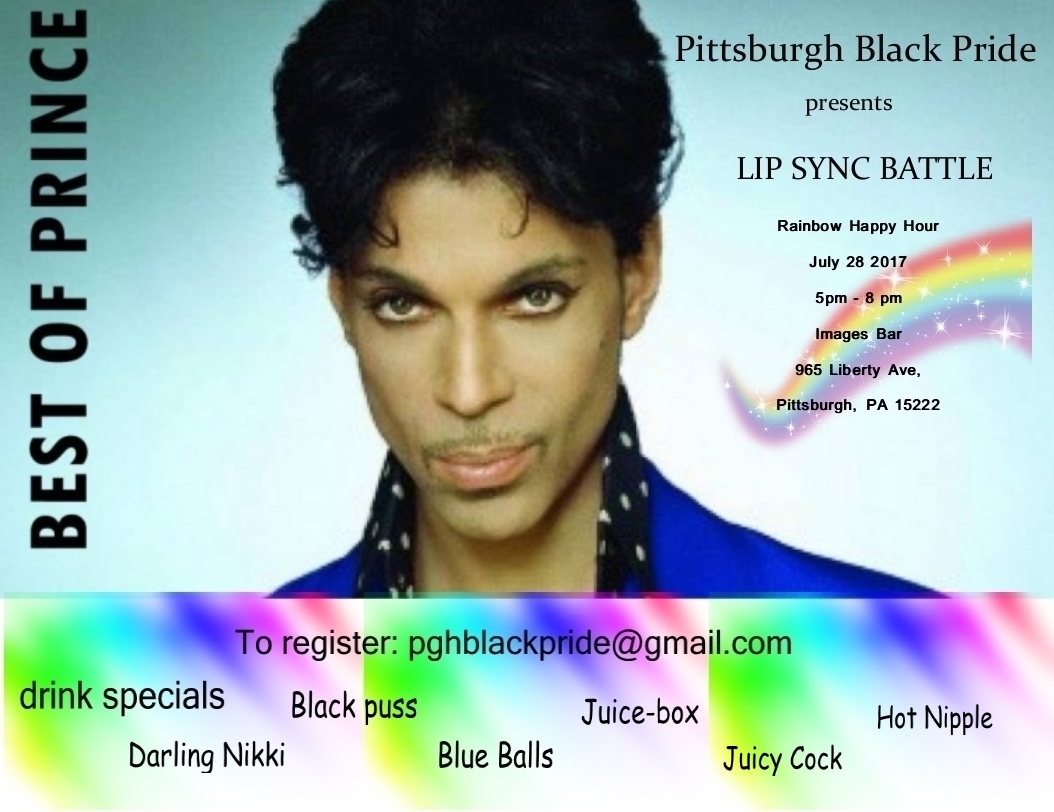 BEST OF PRINCE
Pittsburgh Black Pride
presents
LIP SYNC BATTLE
Rainbow Happy Hour
July 28 2017
5pm - 8 pm
Images Bar
965 Liberty Ave,
Pittsburgh, PA 15222
To register: pghblackpride@gmail.com
drink specials
Black puss
Juice-box
Hot Nipple
Darling Nikki
Blue Balls
Juicy Cock